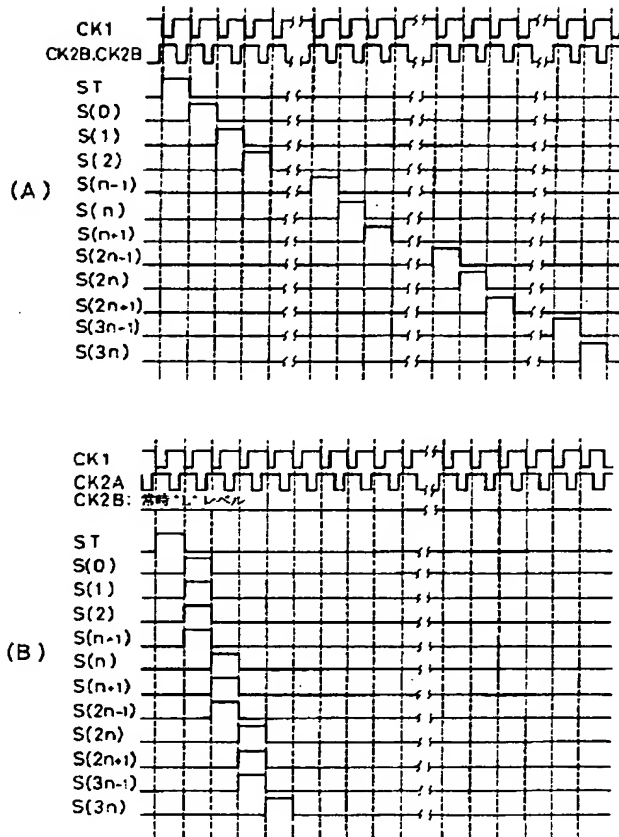 (A)
CK1
CK2B.CK2B
ST
S(0)
S(1)
S(2)
S(n-1)
S(n)
S(n+1)
S(2n-1)
S(2n)
S(2n+1)
S(3n-1)
S(3n)
(B)
CK1
CK2A
CK2B: 常時"L"レベル
ST
S(0)
S(1)
S(2)
S(n-1)
S(n)
S(n+1)
S(2n-1)
S(2n)
S(2n+1)
S(3n-1)
S(3n)